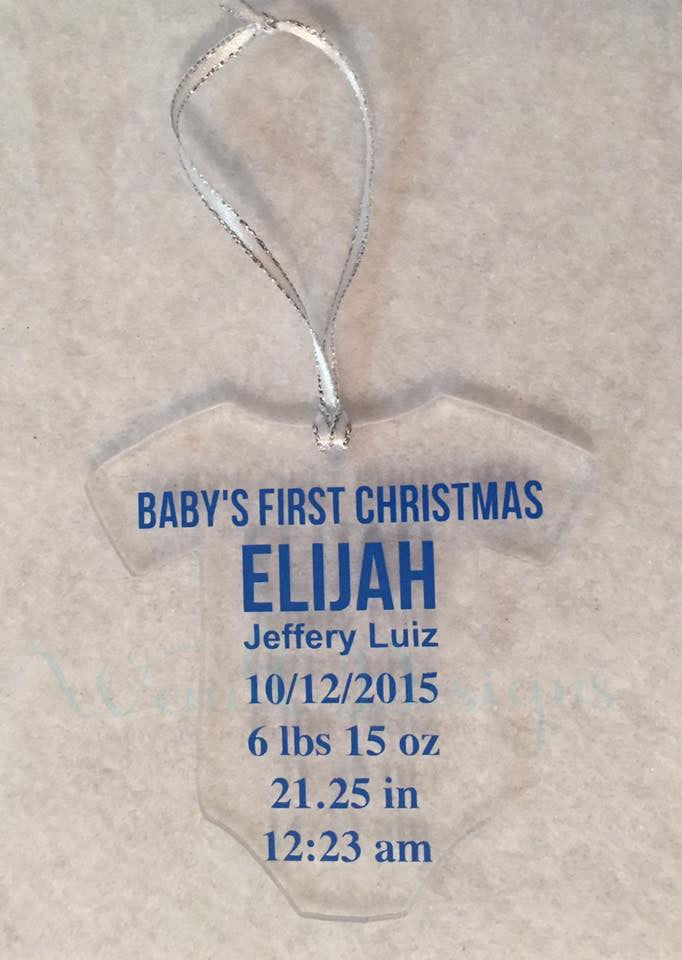 BABY'S FIRST CHRISTMAS
ELIJAH
Jeffery Luiz
10/12/2015
6 lbs 15 oz
21.25 in
12:23 am